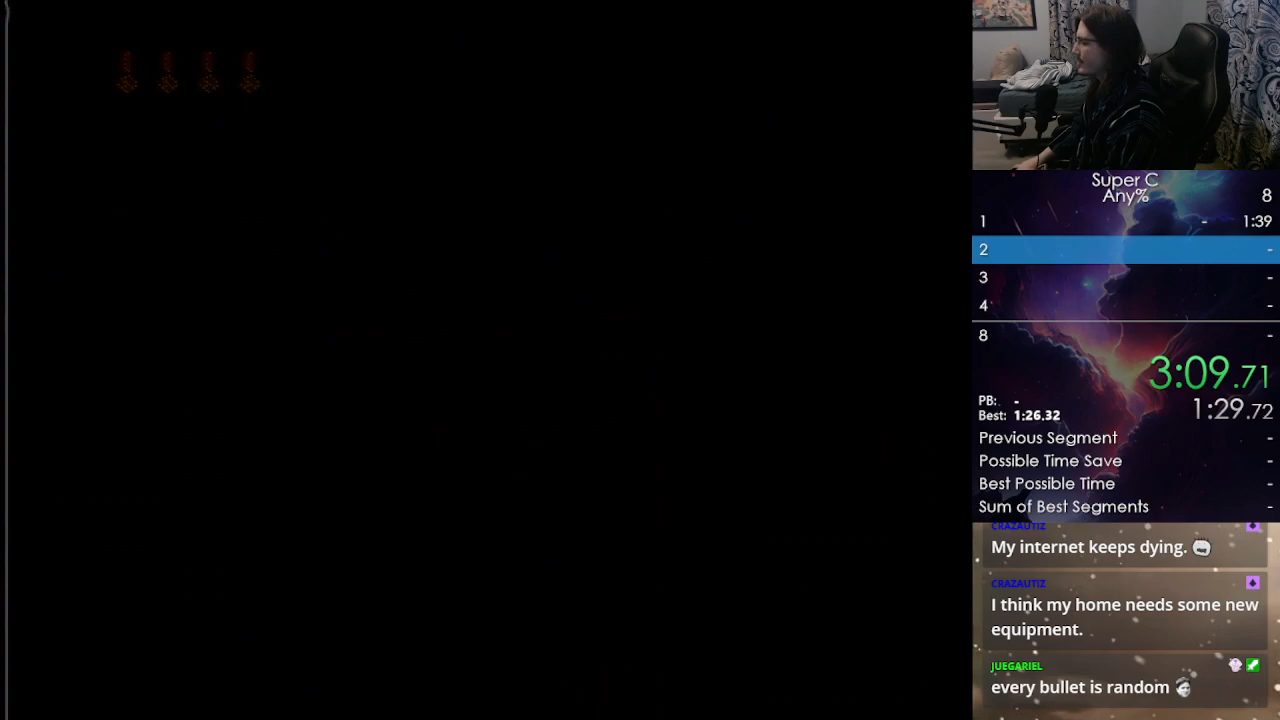 Super C
Any%
8
1 - 1:39
2 -
3 -
4 -
8 -
3:09.71
PB: -
1:29.72
Best: 1:26.32
Previous Segment -
Possible Time Save -
Best Possible Time -
Sum of Best Segments -
CRAZAUTIZ
My internet keeps dying.
CRAZAUTIZ
I think my home needs some new
equipment.
JUEGARIEL
every bullet is random